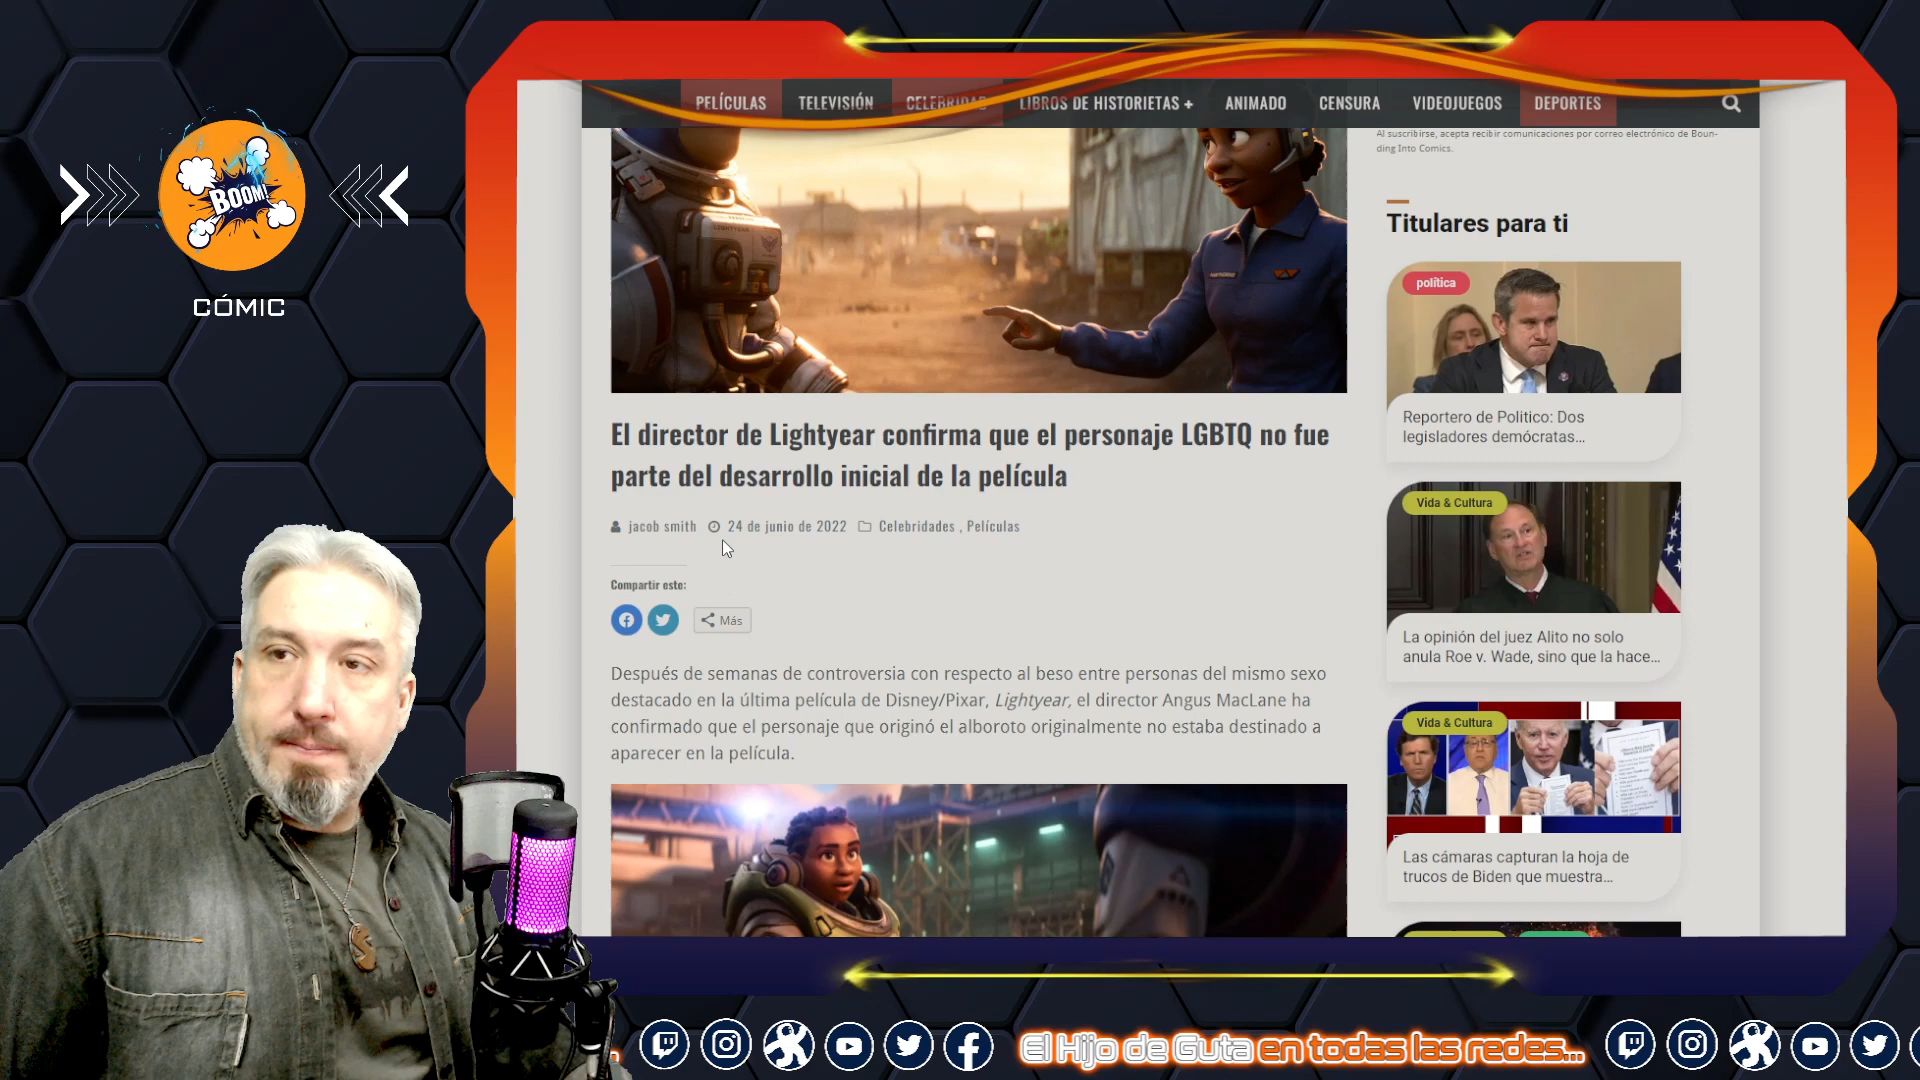 BOOM!
CÓMIC
PELÍCULAS TELEVISIÓN CELEBRIDAD LIBROS DE HISTORIETAS + ANIMADO CENSURA VIDEOJUEGOS DEPORTES
LIGHTYEAR
El director de Lightyear confirma que el personaje LGBTQ no fue
parte del desarrollo inicial de la película
jacob smith 24 de junio de 2022 Celebridades , Películas
Compartir esto:
Más
Después de semanas de controversia con respecto al beso entre personas del mismo sexo
destacado en la última película de Disney/Pixar, Lightyear, el director Angus MacLane ha
confirmado que el personaje que originó el alboroto originalmente no estaba destinado a
aparecer en la película.
Al suscribirse, acepta recibir comunicaciones por correo electrónico de Boun-
ding Into Comics.
Titulares para ti
política
Reportero de Politico: Dos
legisladores demócratas...
Vida & Cultura
La opinión del juez Alito no solo
anula Roe v. Wade, sino que la hace...
Vida & Cultura
Las cámaras capturan la hoja de
trucos de Biden que muestra...
El Hijo de Guta en todas las redes...